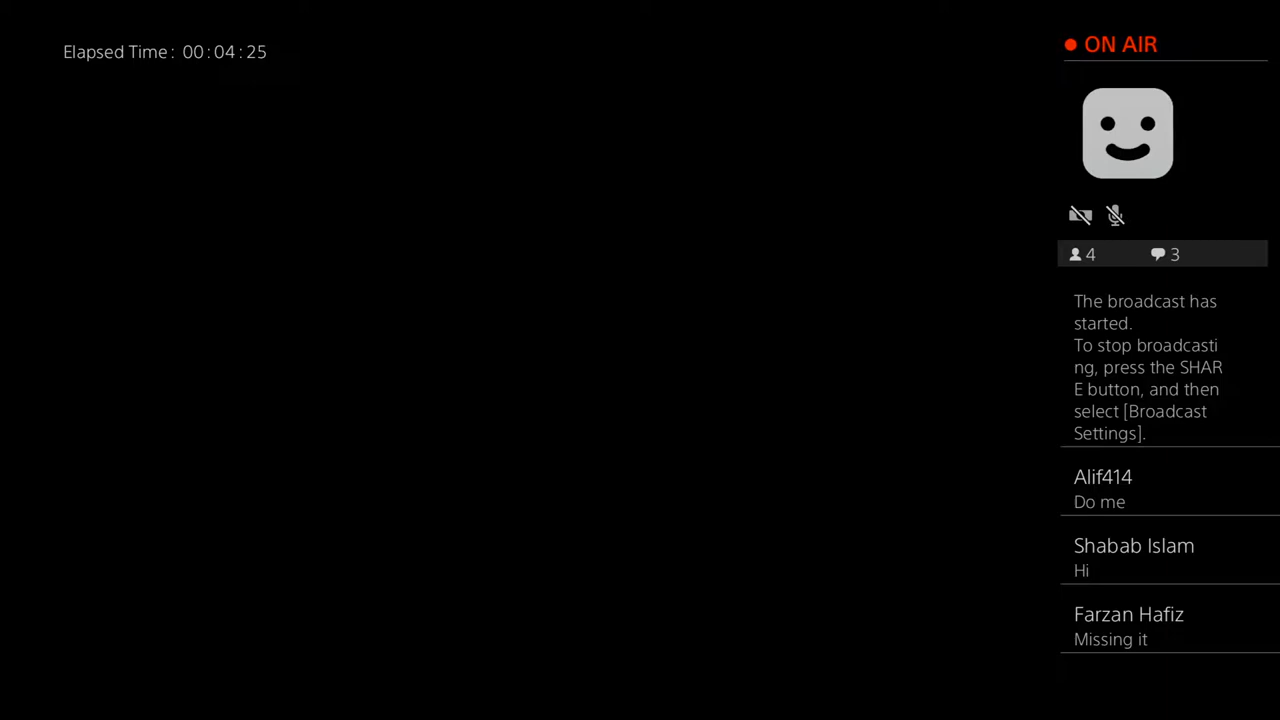 Elapsed Time: 00:04:25
ON AIR
4 3
The broadcast has
started.
To stop broadcasti
ng, press the SHAR
E button, and then
select [Broadcast
Settings].
Alif414
Do me
Shabab Islam
Hi
Farzan Hafiz
Missing it